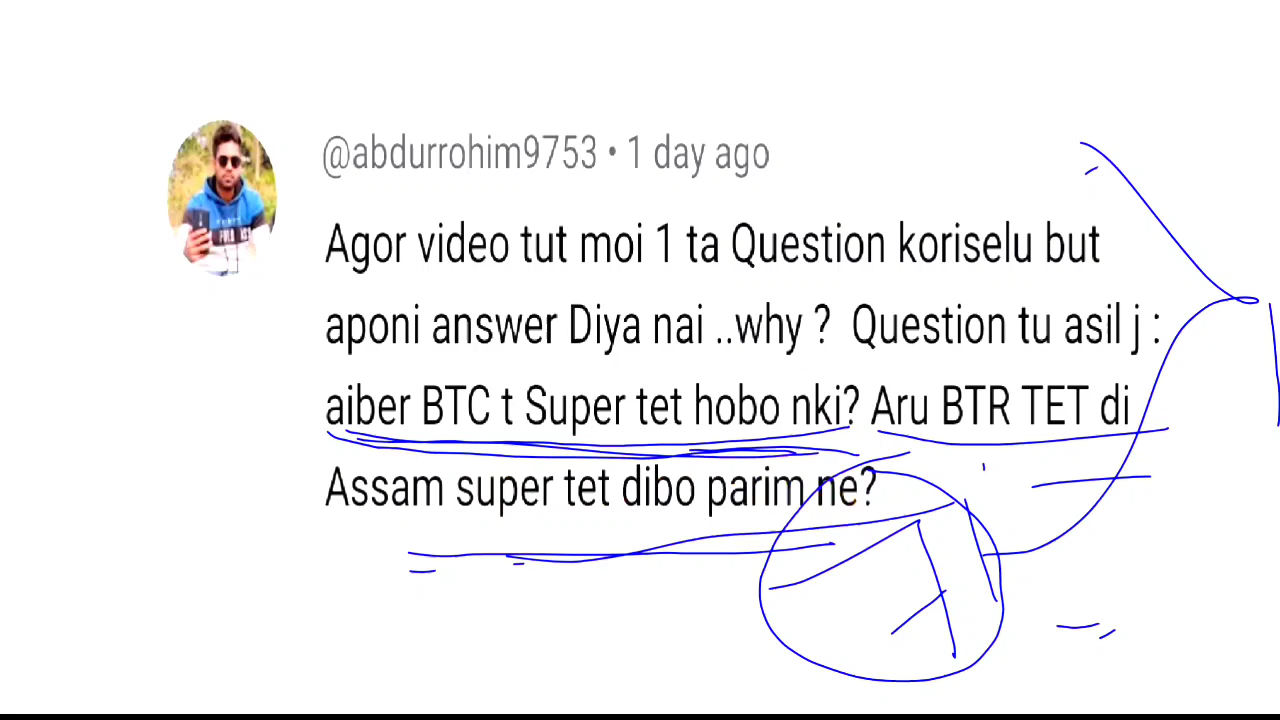 @abdurrohim9753 • 1 day ago
Agor video tut moi 1 ta Question koriselu but
aponi answer Diya nai ..why ? Question tu asil j :
aiber BTC t Super tet hobo nki? Aru BTR TET di
Assam super tet dibo parim ne?